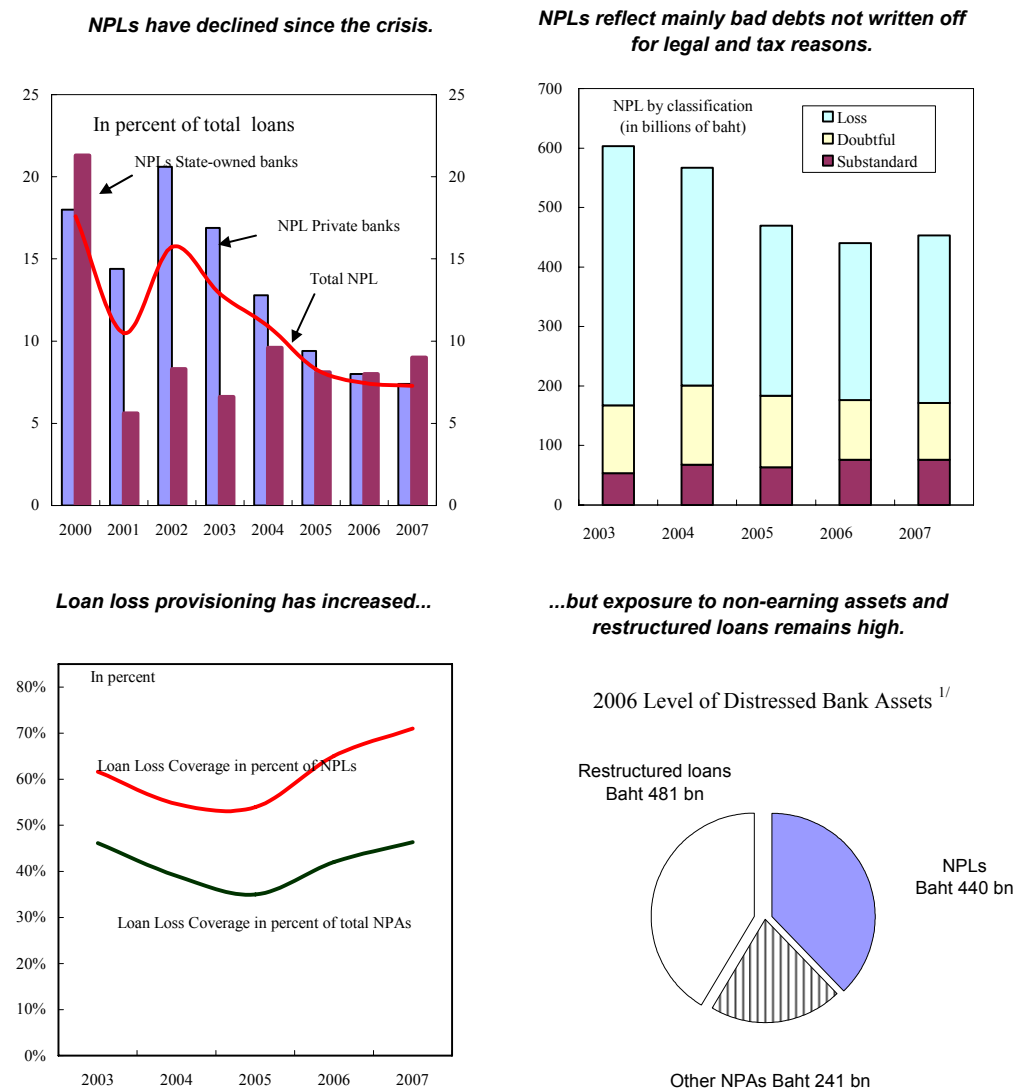 NPLs have declined since the crisis.
25
20
15
10
5
0
25
20
15
10
5
0
In percent of total loans
NPLs State-owned banks
NPL Private banks
Total NPL
2000 2001 2002 2003 2004 2005 2006 2007
NPLs reflect mainly bad debts not written off
for legal and tax reasons.
700
600
500
400
300
200
100
0
NPL by classification
(in billions of baht)
Loss
Doubtful
Substandard
2003 2004 2005 2006 2007
Loan loss provisioning has increased...
80%
70%
60%
50%
40%
30%
20%
10%
0%
In percent
Loan Loss Coverage in percent of NPLs
Loan Loss Coverage in percent of total NPAs
2003 2004 2005 2006 2007
...but exposure to non-earning assets and
restructured loans remains high.
2006 Level of Distressed Bank Assets 1/
Restructured loans
Baht 481 bn
NPLs
Baht 440 bn
Other NPAs Baht 241 bn